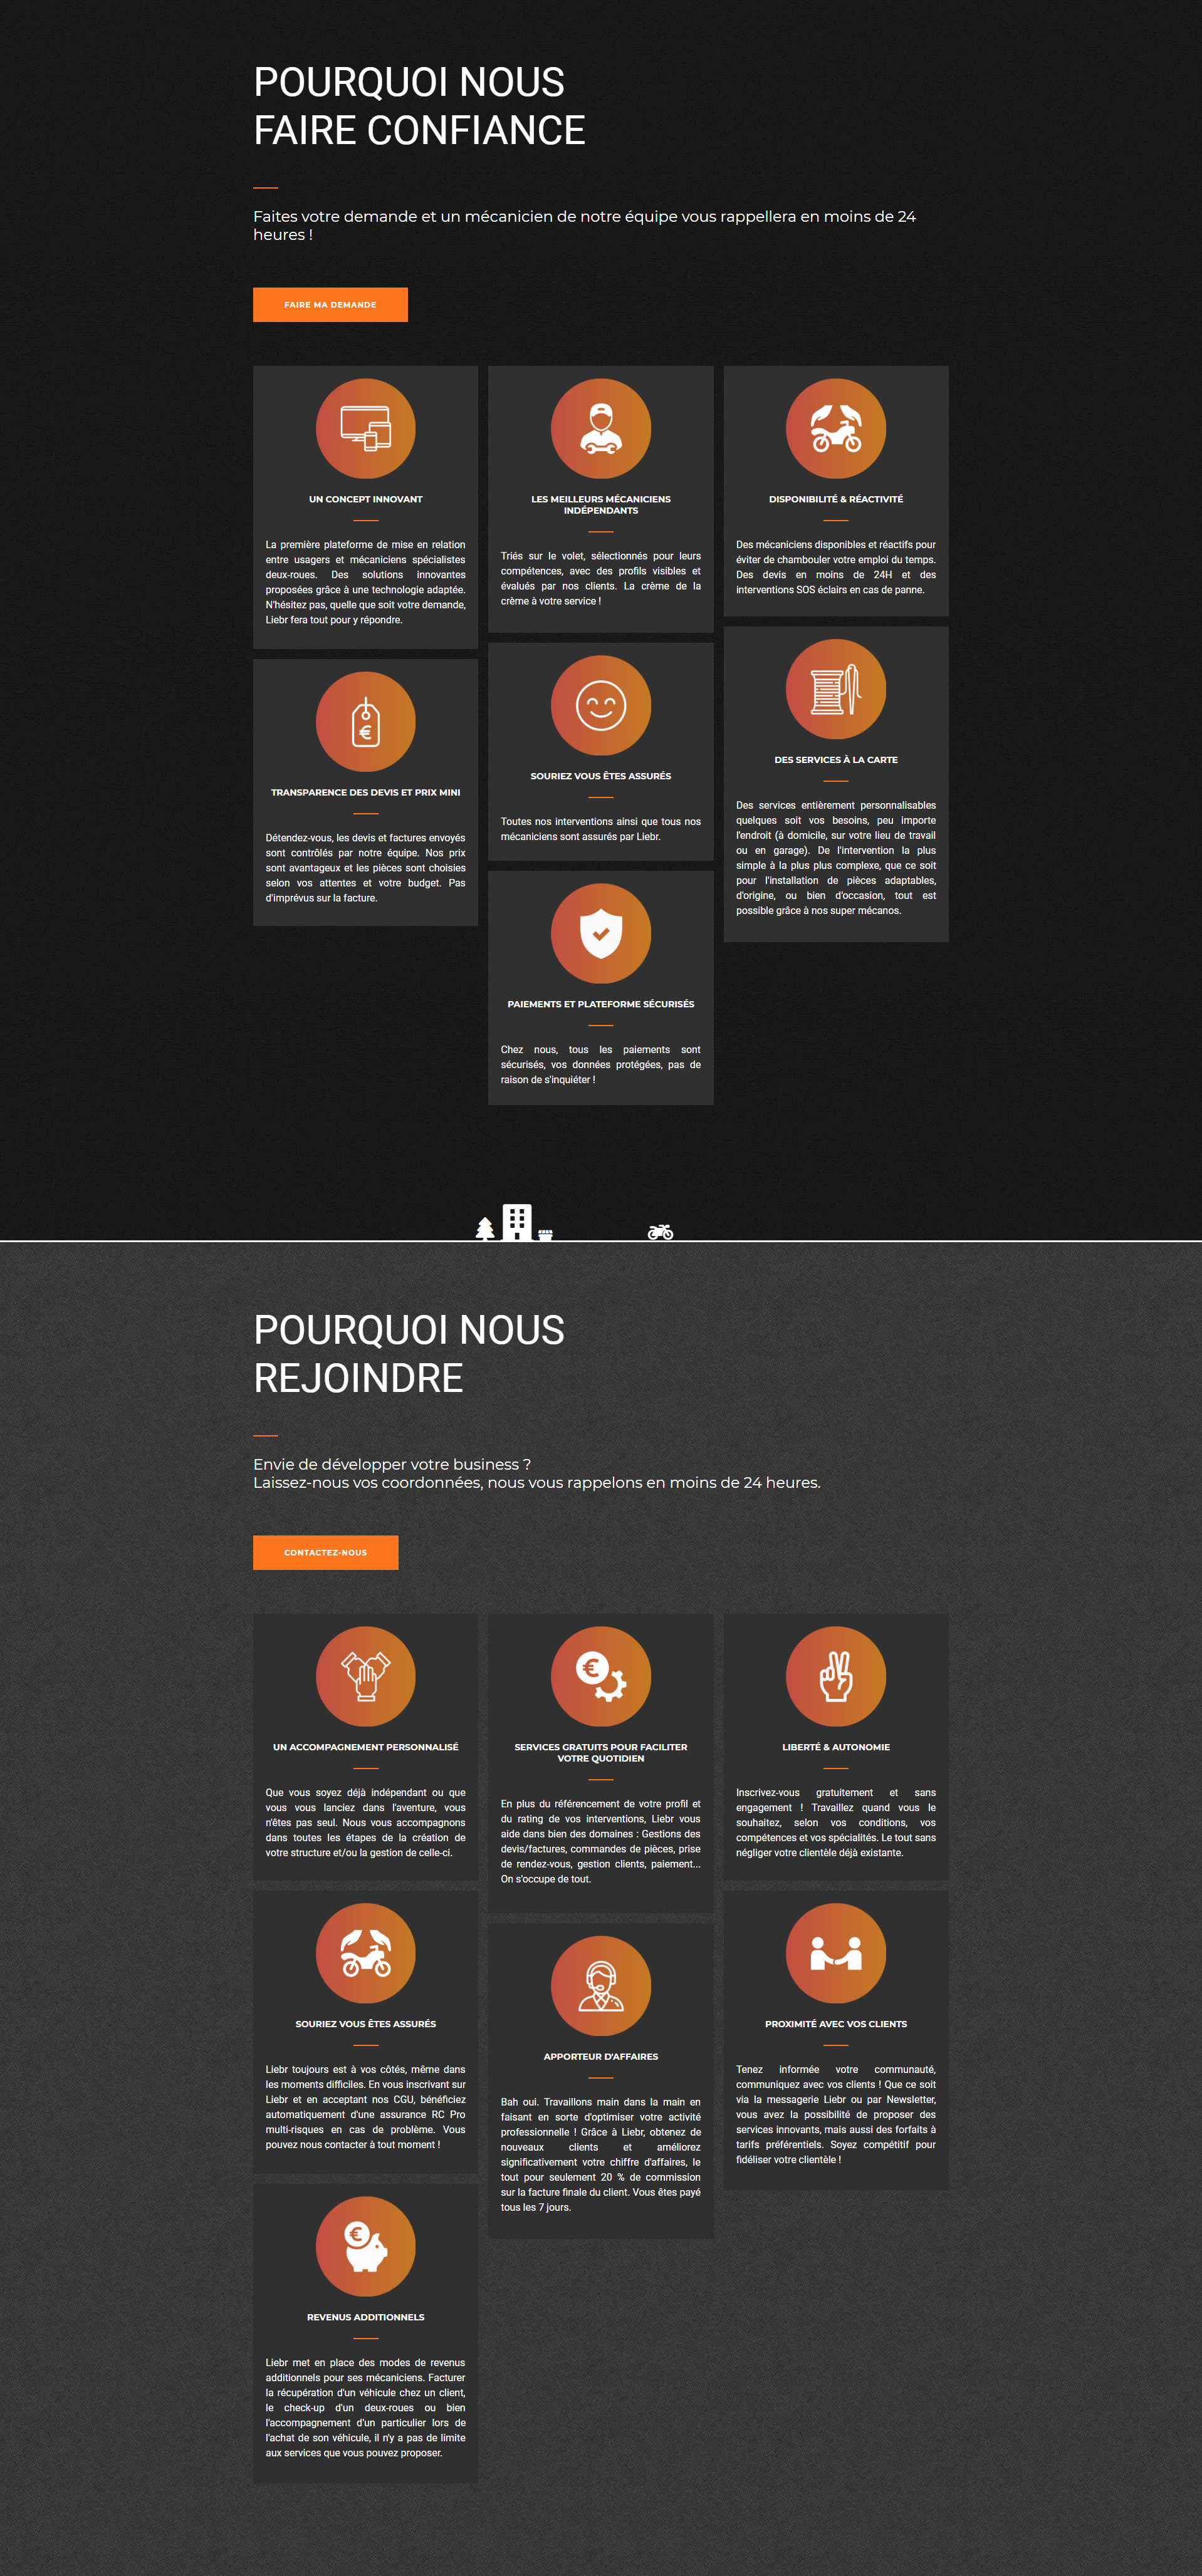 POURQUOI NOUS
FAIRE CONFIANCE
Faites votre demande et un mécanicien de notre équipe vous rappellera en moins de 24
heures !
FAIRE MA DEMANDE
UN CONCEPT INNOVANT
La première plateforme de mise en relation
entre usagers et mécaniciens spécialistes
deux-roues. Des solutions innovantes
proposées grâce à une technologie adaptée.
N'hésitez pas, quelle que soit votre demande,
Liebr fera tout pour y répondre.
LES MEILLEURS MÉCANICIENS
INDÉPENDANTS
Triés sur le volet, sélectionnés pour leurs
compétences, avec des profils visibles et
évalués par nos clients. La crème de la
crème à votre service !
DISPONIBILITÉ & RÉACTIVITÉ
Des mécaniciens disponibles et réactifs pour
éviter de chambouler votre emploi du temps.
Des devis en moins de 24H et des
interventions SOS éclairs en cas de panne.
TRANSPARENCE DES DEVIS ET PRIX MINI
Détendez-vous, les devis et factures envoyés
sont contrôlés par notre équipe. Nos prix
sont avantageux et les pièces sont choisies
selon vos attentes et votre budget. Pas
d'imprévus sur la facture.
SOURIEZ VOUS ÊTES ASSURÉS
Toutes nos interventions ainsi que tous nos
mécaniciens sont assurés par Liebr.
DES SERVICES À LA CARTE
Des services entièrement personnalisables
quelques soit vos besoins, peu importe
l'endroit (à domicile, sur votre lieu de travail
ou en garage). De l'intervention la plus
simple à la plus plus complexe, que ce soit
pour l'installation de pièces adaptables,
d'origine, ou bien d'occasion, tout est
possible grâce à nos super mécanos.
PAIEMENTS ET PLATEFORME SÉCURISÉS
Chez nous, tous les paiements sont
sécurisés, vos données protégées, pas de
raison de s'inquiéter !
POURQUOI NOUS
REJOINDRE
Envie de développer votre business ?
Laissez-nous vos coordonnées, nous vous rappelons en moins de 24 heures.
CONTACTEZ-NOUS
UN ACCOMPAGNEMENT PERSONNALISÉ
Que vous soyez déjà indépendant ou que
vous vous lanciez dans l'aventure, vous
n'êtes pas seul. Nous vous accompagnons
dans toutes les étapes de la création de
votre structure et/ou la gestion de celle-ci.
SERVICES GRATUITS POUR FACILITER
VOTRE QUOTIDIEN
En plus du référencement de votre profil et
du rating de vos interventions, Liebr vous
aide dans bien des domaines : Gestions des
devis/factures, commandes de pièces, prise
de rendez-vous, gestion clients, paiement...
On s'occupe de tout.
LIBERTÉ & AUTONOMIE
Inscrivez-vous gratuitement et sans
engagement ! Travaillez quand vous le
souhaitez, selon vos conditions, vos
compétences et vos spécialités. Le tout sans
négliger votre clientèle déjà existante.
SOURIEZ VOUS ÊTES ASSURÉS
Liebr toujours est à vos côtés, même dans
les moments difficiles. En vous inscrivant sur
Liebr et en acceptant nos CGU, bénéficiez
automatiquement d'une assurance RC Pro
multi-risques en cas de problème. Vous
pouvez nous contacter à tout moment !
APPORTEUR D'AFFAIRES
Bah oui. Travaillons main dans la main en
faisant en sorte d'optimiser votre activité
professionnelle ! Grâce à Liebr, obtenez de
nouveaux clients et améliorez
significativement votre chiffre d'affaires, le
tout pour seulement 20 % de commission
sur la facture finale du client. Vous êtes payé
tous les 7 jours.
PROXIMITÉ AVEC VOS CLIENTS
Tenez informée votre communauté,
communiquez avec vos clients ! Que ce soit
via la messagerie Liebr ou par Newsletter,
vous avez la possibilité de proposer des
services innovants, mais aussi des forfaits à
tarifs préférentiels. Soyez compétitif pour
fidéliser votre clientèle !
REVENUS ADDITIONNELS
Liebr met en place des modes de revenus
additionnels pour ses mécaniciens. Facturer
la récupération d'un véhicule chez un client,
le check-up d'un deux-roues ou bien
l'accompagnement d'un particulier lors de
l'achat de son véhicule, il n'y a pas de limite
aux services que vous pouvez proposer.